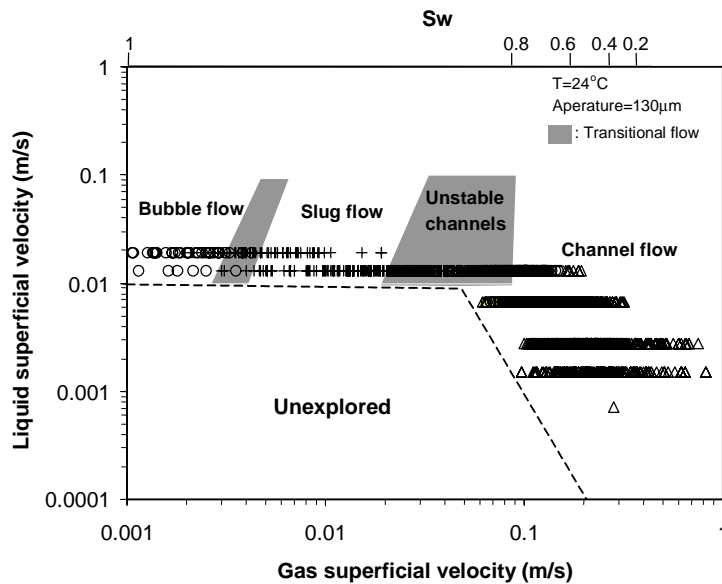 Sw
1 0.8 0.6 0.4 0.2
1
T=24°C
Aperature=130μm
: Transitional flow
0.1
Bubble flow
Slug flow
Unstable
channels
Channel flow
0.01
0.001
Unexplored
0.0001
0.001 0.01 0.1 1
Gas superficial velocity (m/s)
Liquid superficial velocity (m/s)